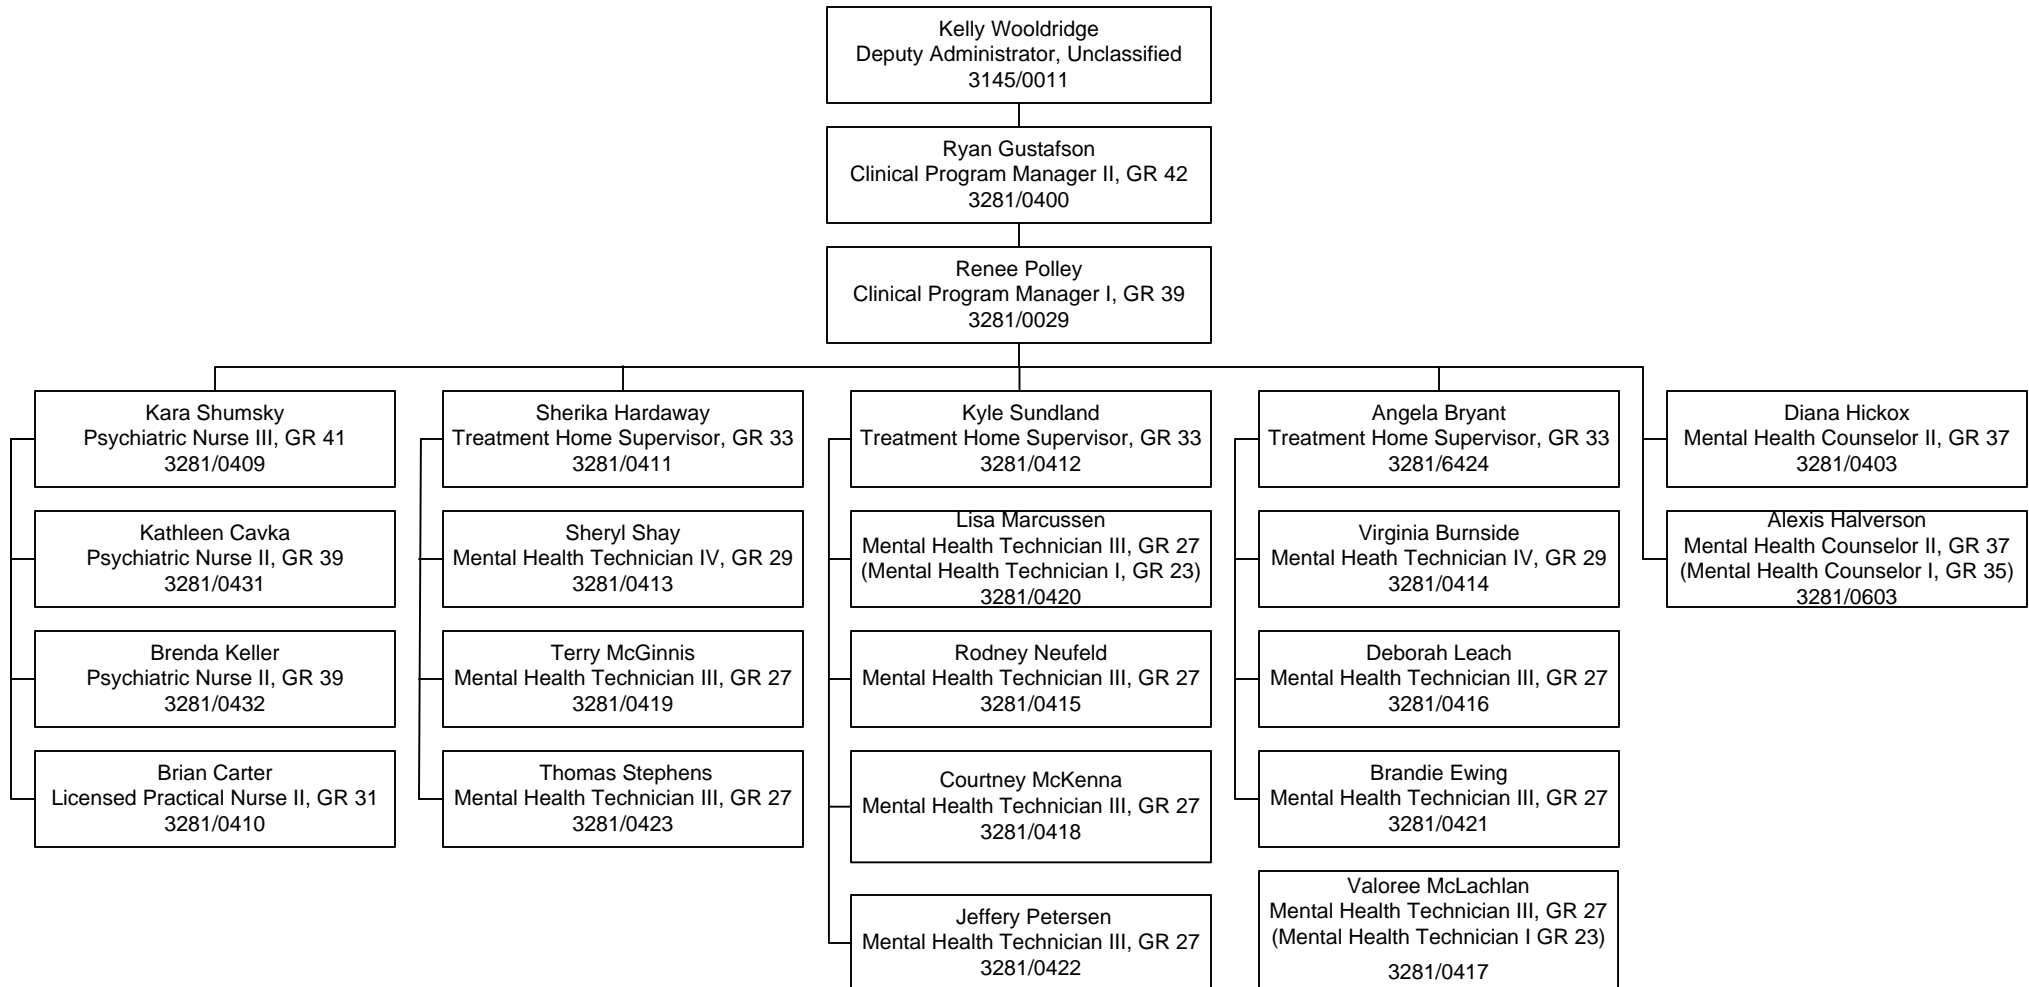 Kelly Wooldridge
Deputy Administrator, Unclassified
3145/0011
Ryan Gustafson
Clinical Program Manager II, GR 42
3281/0400
Renee Polley
Clinical Program Manager I, GR 39
3281/0029
Kara Shumsky
Psychiatric Nurse III, GR 41
3281/0409
Kathleen Cavka
Psychiatric Nurse II, GR 39
3281/0431
Brenda Keller
Psychiatric Nurse II, GR 39
3281/0432
Brian Carter
Licensed Practical Nurse II, GR 31
3281/0410
Sherika Hardaway
Treatment Home Supervisor, GR 33
3281/0411
Sheryl Shay
Mental Health Technician IV, GR 29
3281/0413
Terry McGinnis
Mental Health Technician III, GR 27
3281/0419
Thomas Stephens
Mental Health Technician III, GR 27
3281/0423
Kyle Sundland
Treatment Home Supervisor, GR 33
3281/0412
Lisa Marcussen
Mental Health Technician III, GR 27
(Mental Health Technician I, GR 23)
3281/0420
Rodney Neufeld
Mental Health Technician III, GR 27
3281/0415
Courtney McKenna
Mental Health Technician III, GR 27
3281/0418
Jeffery Petersen
Mental Health Technician III, GR 27
3281/0422
Angela Bryant
Treatment Home Supervisor, GR 33
3281/6424
Virginia Burnside
Mental Heath Technician IV, GR 29
3281/0414
Deborah Leach
Mental Health Technician III, GR 27
3281/0416
Brandie Ewing
Mental Health Technician III, GR 27
3281/0421
Valoree McLachlan
Mental Health Technician III, GR 27
(Mental Health Technician I GR 23)
3281/0417
Diana Hickox
Mental Health Counselor II, GR 37
3281/0403
Alexis Halverson
Mental Health Counselor II, GR 37
(Mental Health Counselor I, GR 35)
3281/0603